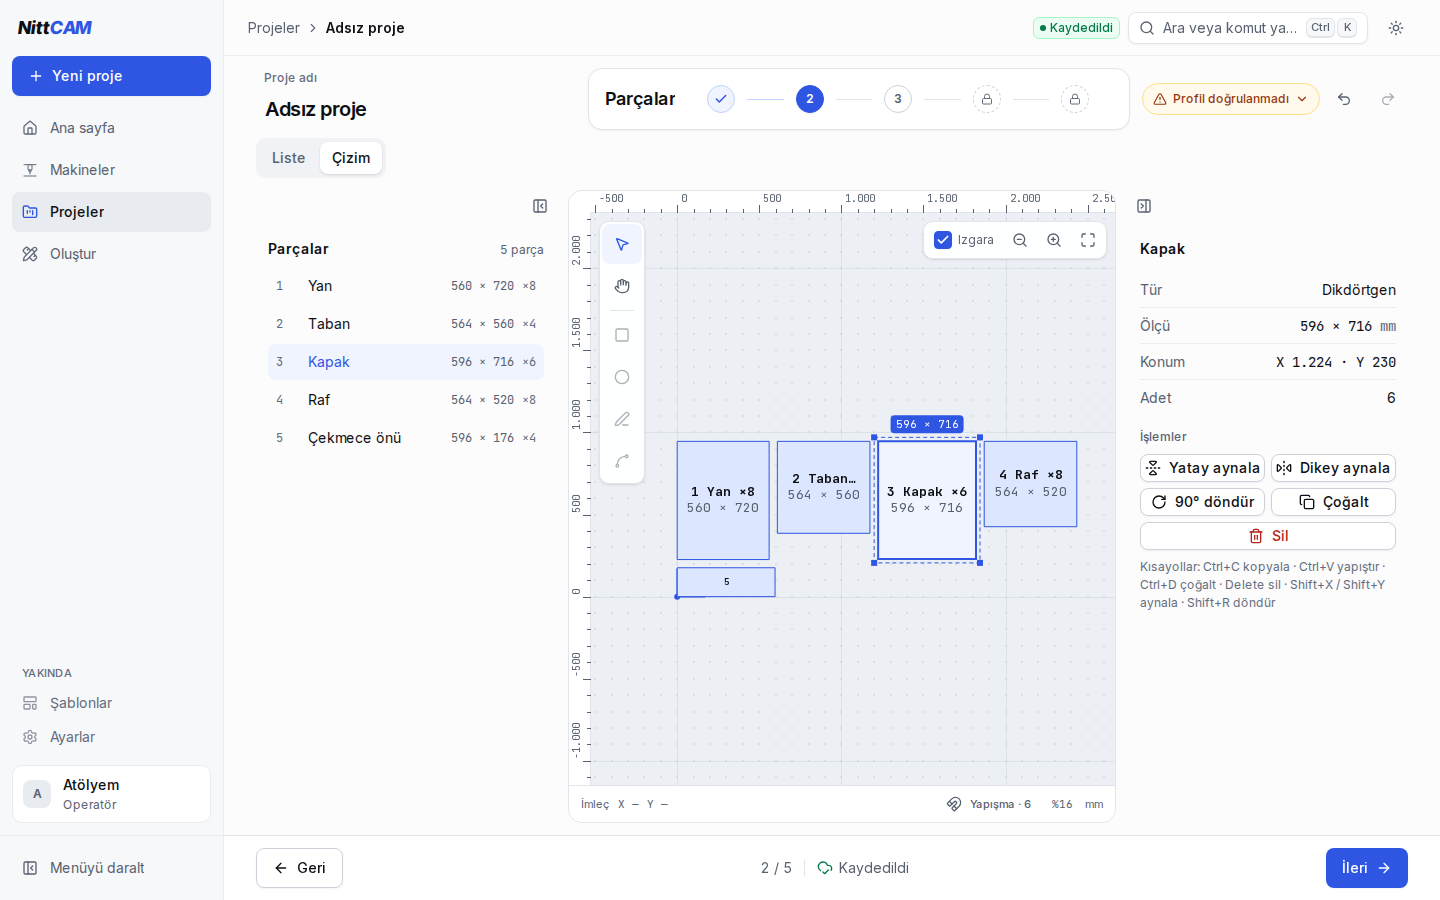 NittCAM
Yeni proje
Ana sayfa
Makineler
Projeler
Oluştur
YAKINDA
Şablonlar
Ayarlar
A
Atölyem
Operatör
Menüyü daralt
Projeler > Adsız proje
Kaydedildi
Ara veya komut ya... Ctrl K
Proje adı
Adsız proje
Parçalar
2
3
Profil doğrulanmadı
Liste
Çizim
Parçalar
5 parça
1 Yan 560 × 720 ×8
2 Taban 564 × 560 ×4
3 Kapak 596 × 716 ×6
4 Raf 564 × 520 ×8
5 Çekmece önü 596 × 176 ×4
-500 0 500 1.000 1.500 2.000 2.50
2.000
1.500
1.000
500
0
-500
-1.000
Izgara
596 × 716
1 Yan ×8
560 × 720
2 Taban…
564 × 560
3 Kapak ×6
596 × 716
4 Raf ×8
564 × 520
5
İmleç X — Y —
Yapışma · 6
%16
mm
Kapak
Tür Dikdörtgen
Ölçü 596 × 716 mm
Konum X 1.224 · Y 230
Adet 6
İşlemler
Yatay aynala
Dikey aynala
90° döndür
Çoğalt
Sil
Kısayollar: Ctrl+C kopyala · Ctrl+V yapıştır ·
Ctrl+D çoğalt · Delete sil · Shift+X / Shift+Y
aynala · Shift+R döndür
Geri
2 / 5
Kaydedildi
İleri